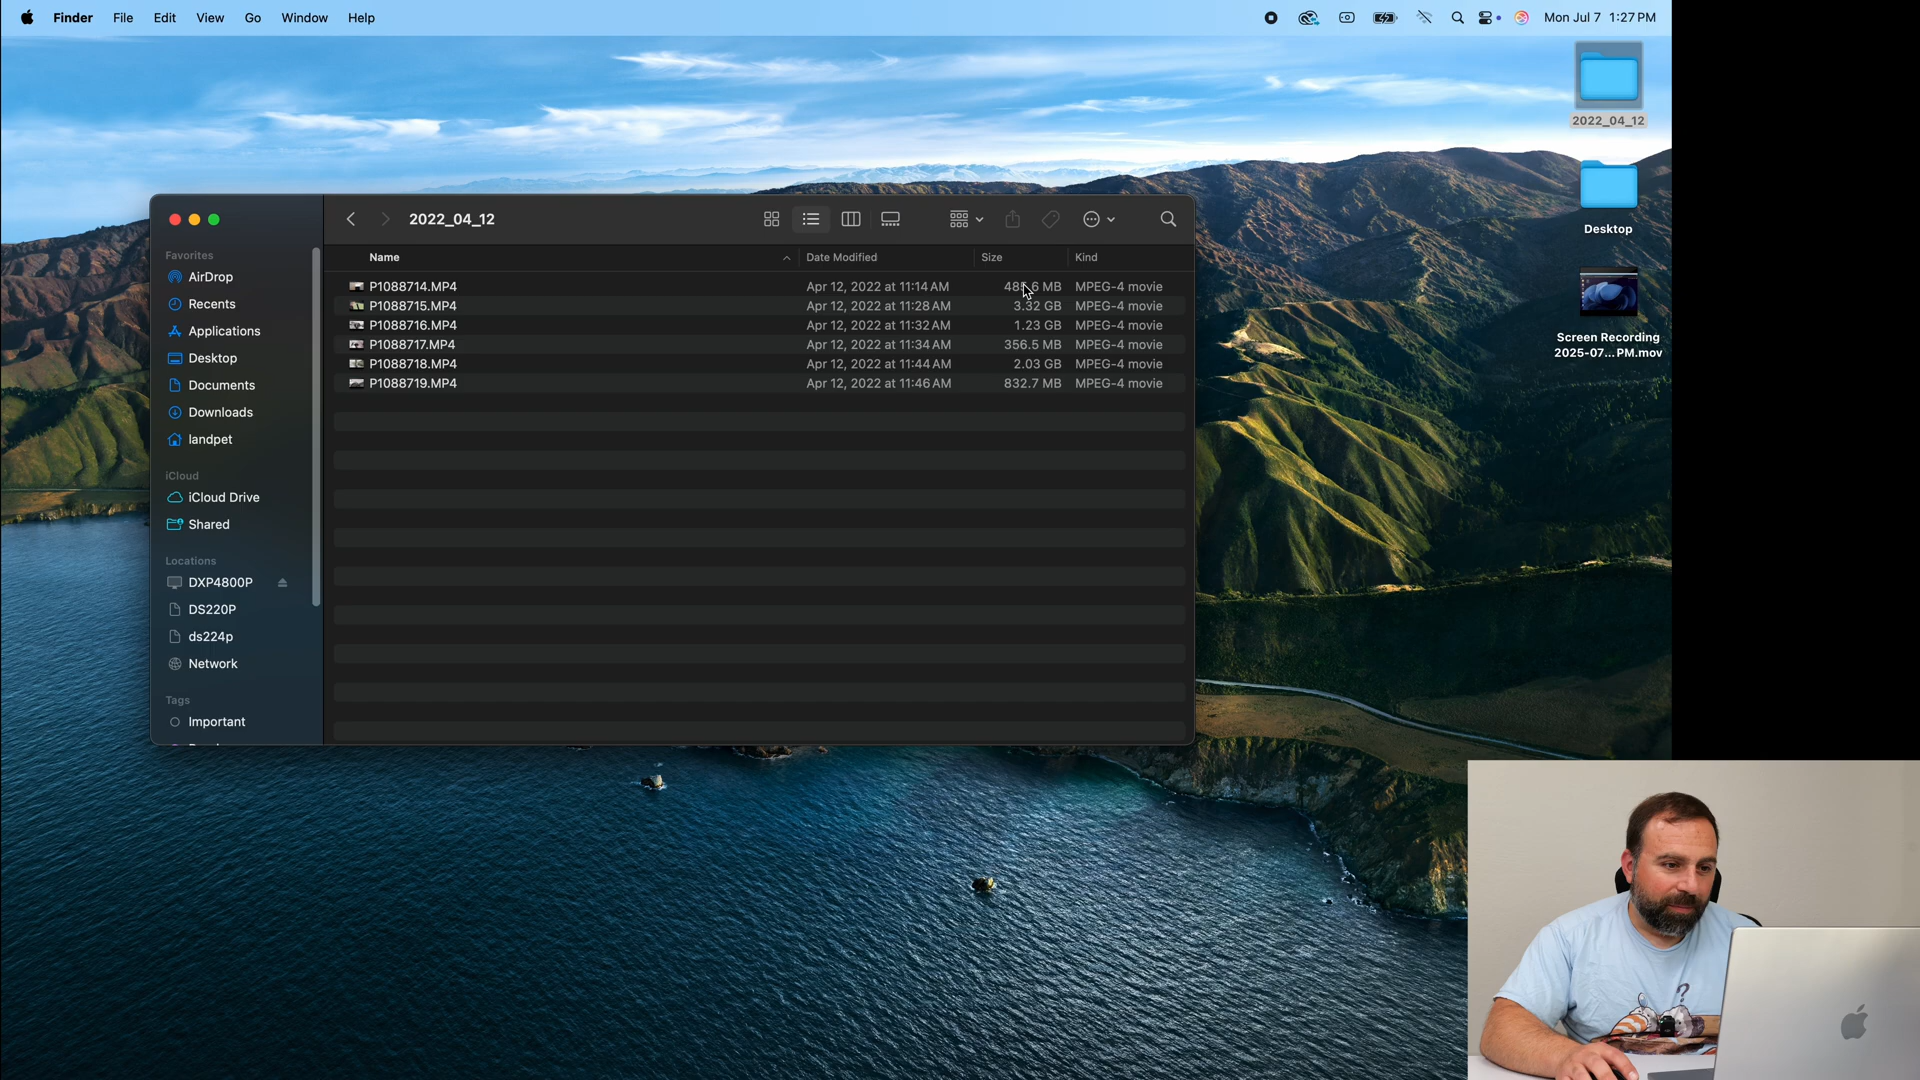 Finder File Edit View Go Window Help
Mon Jul 7 1:27 PM
2022_04_12
Desktop
Screen Recording
2025-07...PM.mov
2022_04_12
Favorites
AirDrop
Recents
Applications
Desktop
Documents
Downloads
landpet
iCloud
iCloud Drive
Shared
Locations
DXP4800P
DS220P
ds224p
Network
Tags
Important
Name Date Modified Size Kind
P1088714.MP4 Apr 12, 2022 at 11:14 AM MB MPEG-4 movie
P1088715.MP4 Apr 12, 2022 at 11:28 AM 3.32 GB MPEG-4 movie
P1088716.MP4 Apr 12, 2022 at 11:32 AM 1.23 GB MPEG-4 movie
P1088717.MP4 Apr 12, 2022 at 11:34 AM 356.5 MB MPEG-4 movie
P1088718.MP4 Apr 12, 2022 at 11:44 AM 2.03 GB MPEG-4 movie
P1088719.MP4 Apr 12, 2022 at 11:46 AM 832.7 MB MPEG-4 movie
?